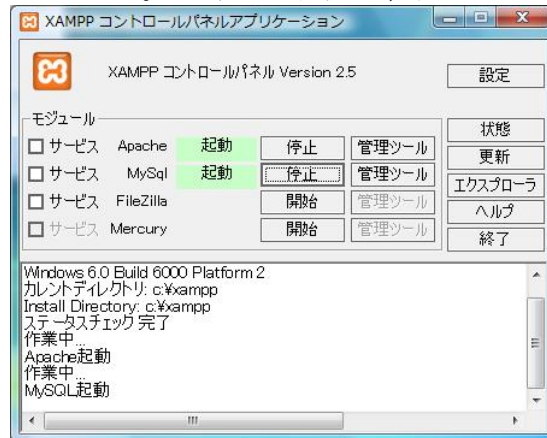 XAMPP コントロールパネルアプリケーション
XAMPP コントロールパネル Version 2.5
設定
モジュール
サービス Apache 起動 停止 管理ツール
サービス MySql 起動 停止 管理ツール
サービス FileZilla 開始 管理ツール
サービス Mercury 開始 管理ツール
状態
更新
エクスプローラ
ヘルプ
終了
Windows 6.0 Build 6000 Platform 2
カレントディレクトリ: c:¥xampp
Install Directory: c:¥xampp
ステータスチェック 完了
作業中...
Apache起動
作業中...
MySQL起動